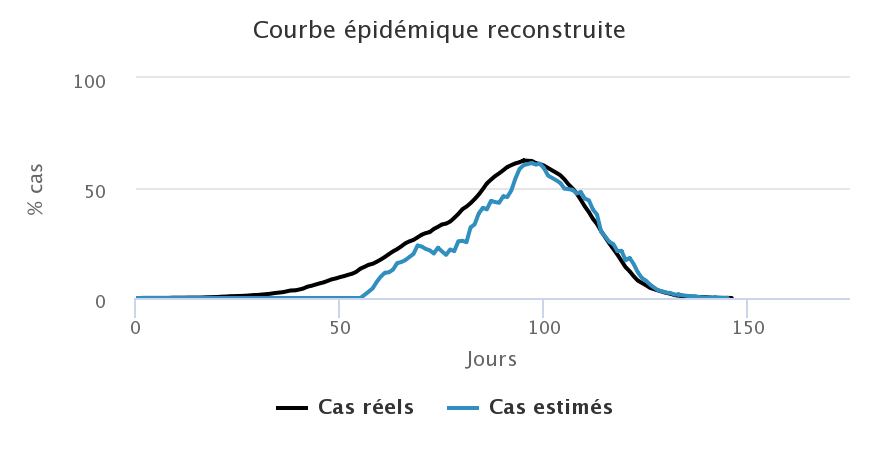 Courbe épidémique reconstruite
100
50
0
% cas
0 50 100 150
Jours
Cas réels Cas estimés